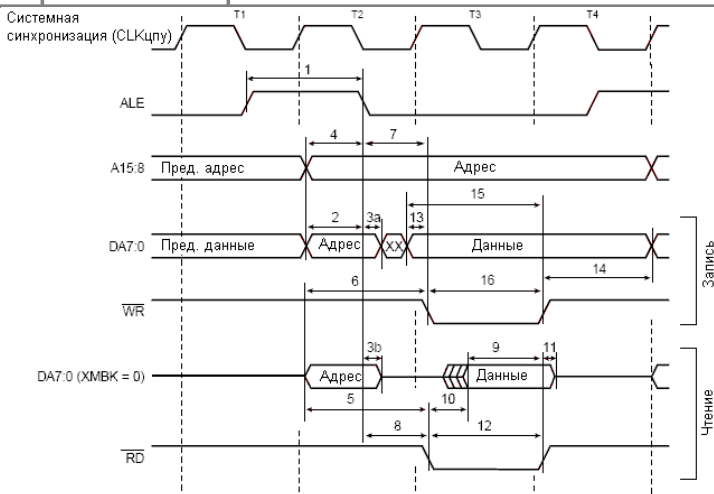 Системная
синхронизация (CLKцпу)
T1 T2 T3 T4
1
ALE
4 7
A15:8 Пред. адрес Адрес
15
2 3a 13
DA7:0 Пред. данные Адрес XX Данные
14
6 16
WR
Запись
3b 9 11
DA7:0 (XMBK = 0) Адрес Данные
5 10
8 12
RD
Чтение